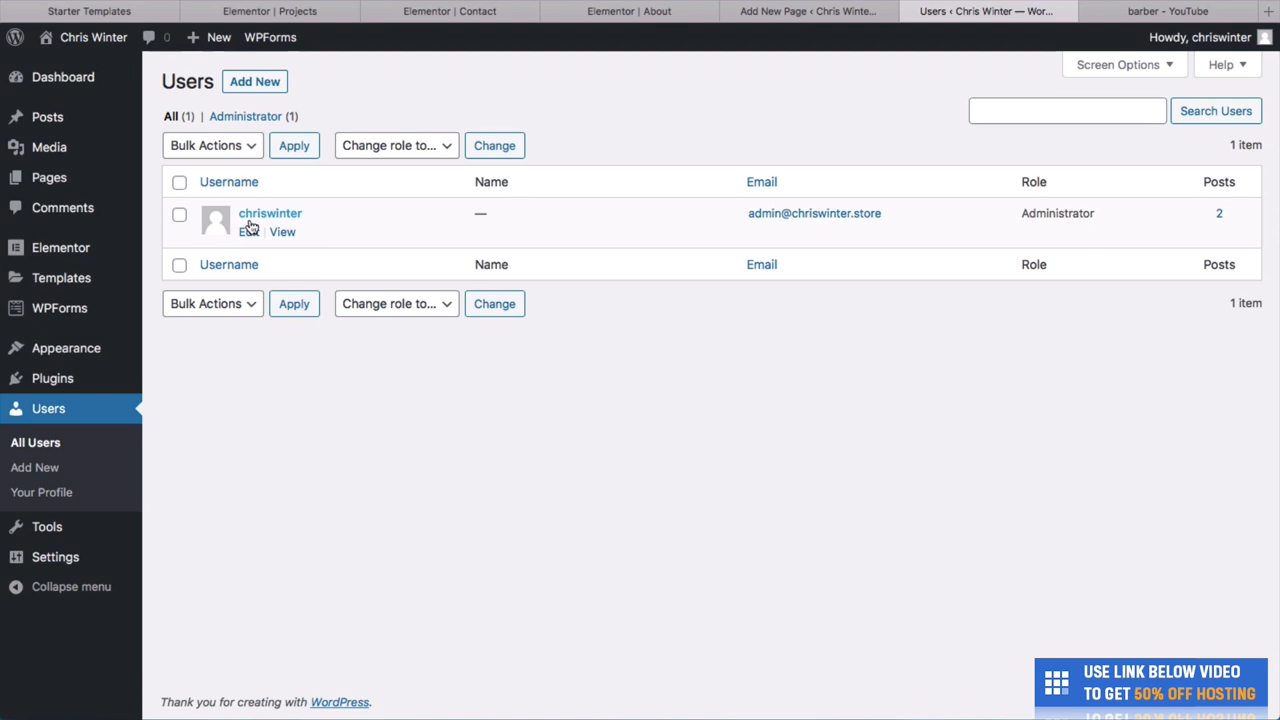 Starter Templates
Elementor | Projects
Elementor | Contact
Elementor | About
Add New Page ‹ Chris Winte...
Users ‹ Chris Winter — Wor...
barber - YouTube
Chris Winter
0
New
WPForms
Howdy, chriswinter
Dashboard
Posts
Media
Pages
Comments
Elementor
Templates
WPForms
Appearance
Plugins
Users
All Users
Add New
Your Profile
Tools
Settings
Collapse menu
Users
Add New
Screen Options
Help
All (1) | Administrator (1)
Search Users
Bulk Actions
Apply
Change role to...
Change
1 item
Username
Name
Email
Role
Posts
chriswinter
—
admin@chriswinter.store
Administrator
2
Edit | View
Username
Name
Email
Role
Posts
Bulk Actions
Apply
Change role to...
Change
1 item
Thank you for creating with WordPress.
USE LINK BELOW VIDEO
TO GET 50% OFF HOSTING